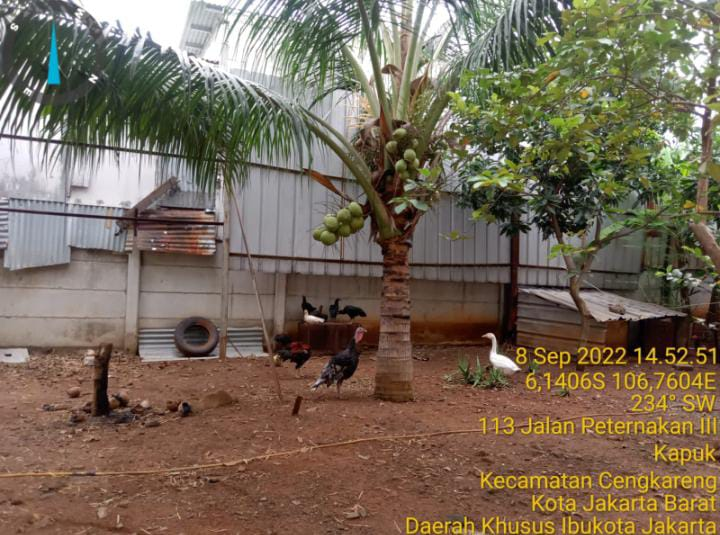 8 Sep 2022 14.52.51
6,1406S 106,7604E
234° SW
113 Jalan Peternakan III
Kapuk
Kecamatan Cengkareng
Kota Jakarta Barat
Daerah Khusus Ibukota Jakarta